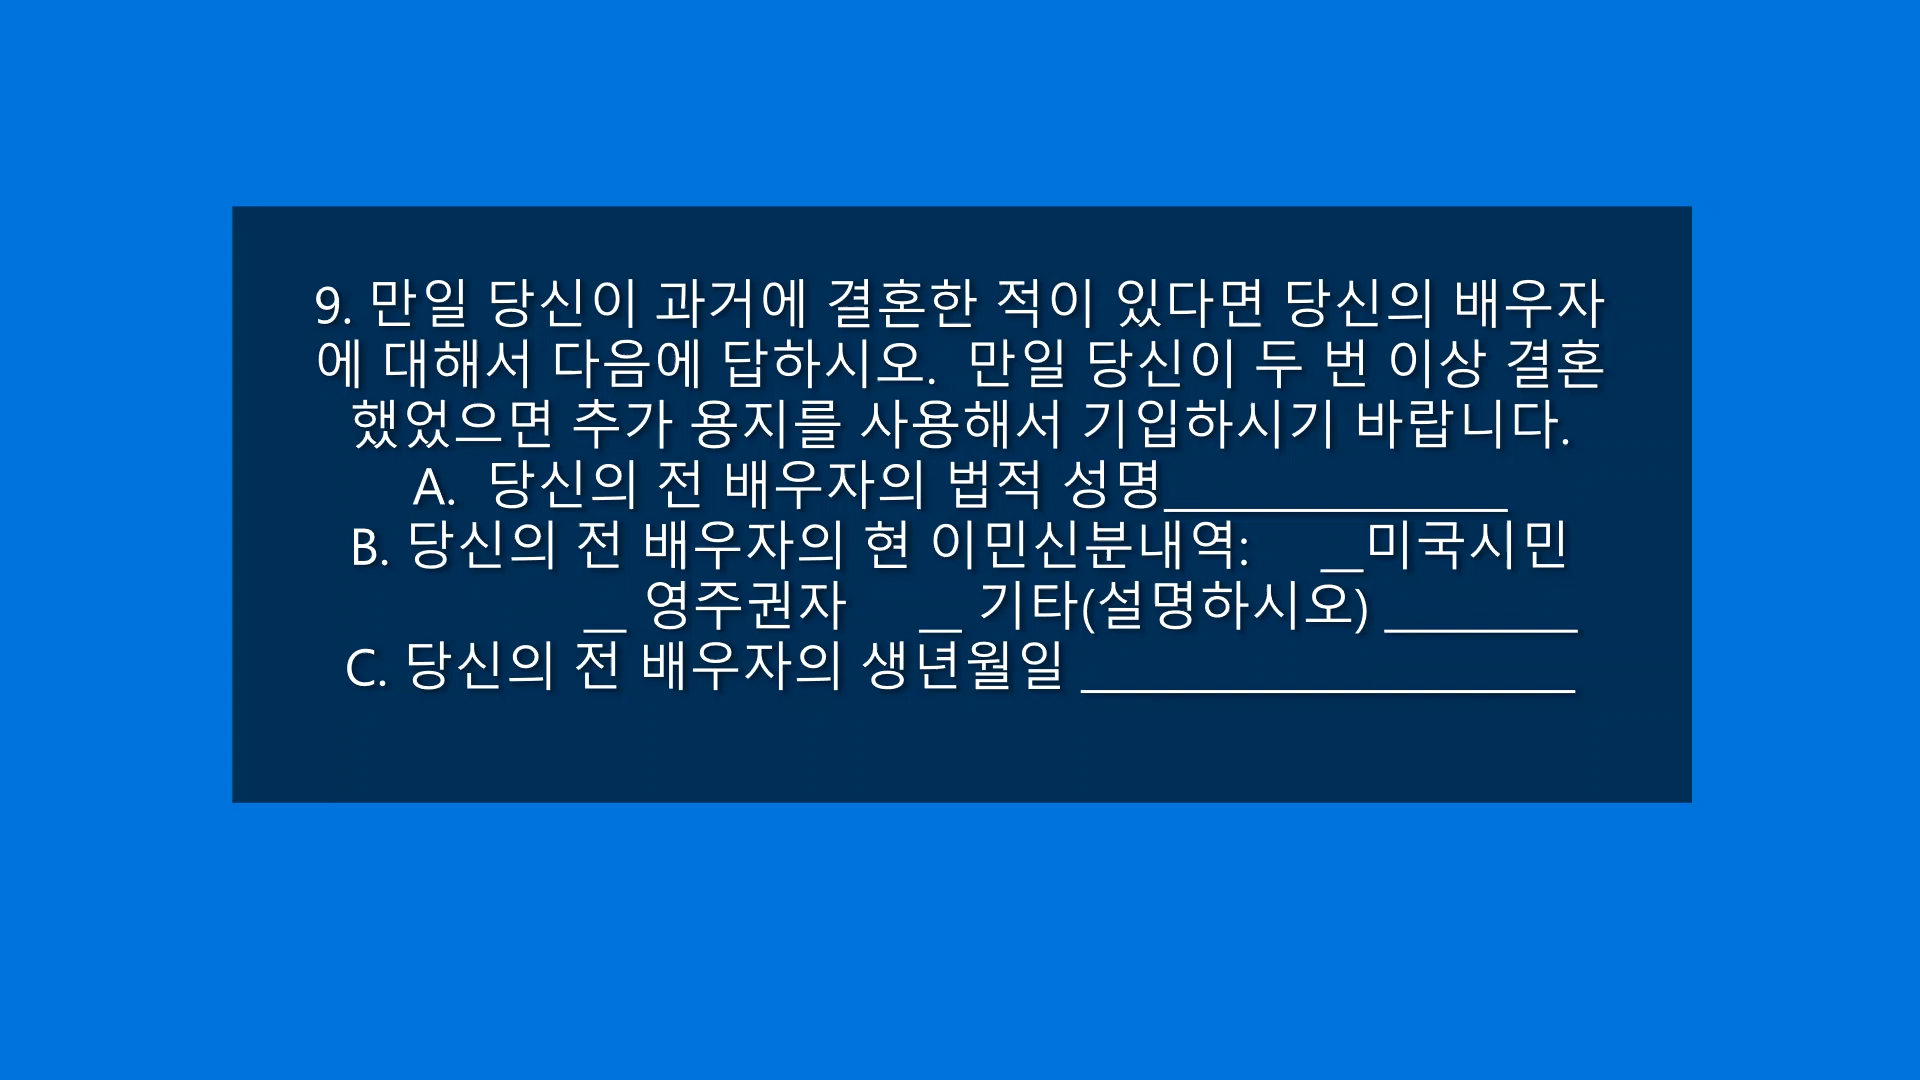 9. 만일 당신이 과거에 결혼한 적이 있다면 당신의 배우자
에 대해서 다음에 답하시오.  만일 당신이 두 번 이상 결혼
했었으면 추가 용지를 사용해서 기입하시기 바랍니다.
A.  당신의 전 배우자의 법적 성명________________
B. 당신의 전 배우자의 현 이민신분내역:    __미국시민
__ 영주권자    __ 기타(설명하시오) _________
C. 당신의 전 배우자의 생년월일 _______________________